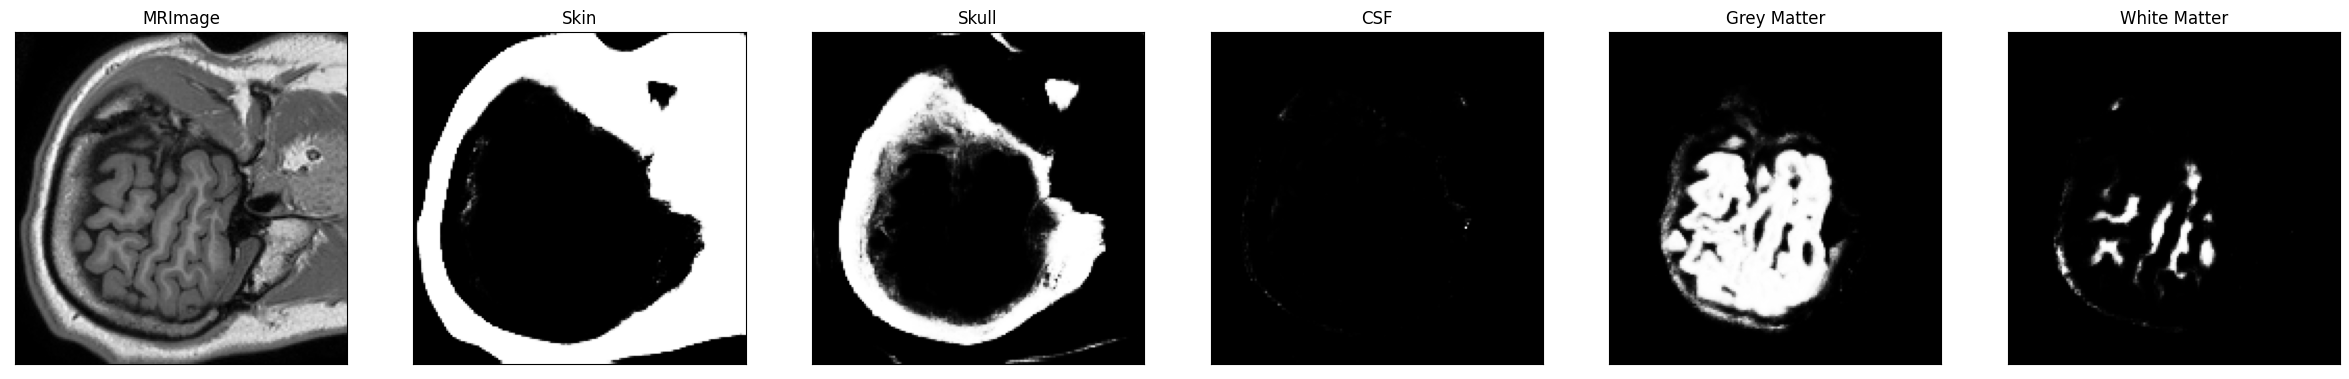 MRImage
Skin
Skull
CSF
Grey Matter
White Matter